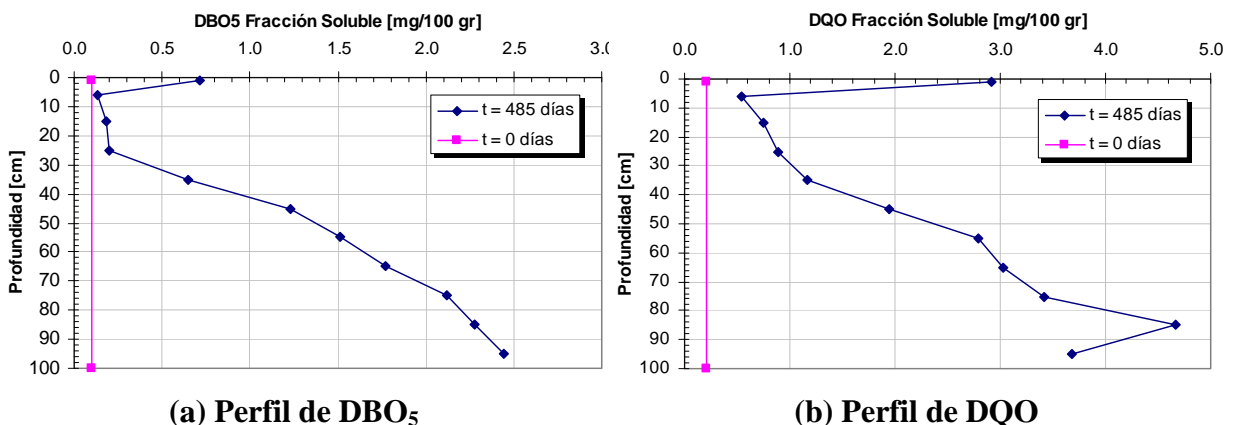 DBO5 Fracción Soluble [mg/100 gr]
0.0 0.5 1.0 1.5 2.0 2.5 3.0
Profundidad [cm]
0
10
20
30
40
50
60
70
80
90
100
t = 485 días
t = 0 días
(a) Perfil de DBO5
DQO Fracción Soluble [mg/100 gr]
0.0 1.0 2.0 3.0 4.0 5.0
Profundidad [cm]
0
10
20
30
40
50
60
70
80
90
100
t = 485 días
t = 0 días
(b) Perfil de DQO